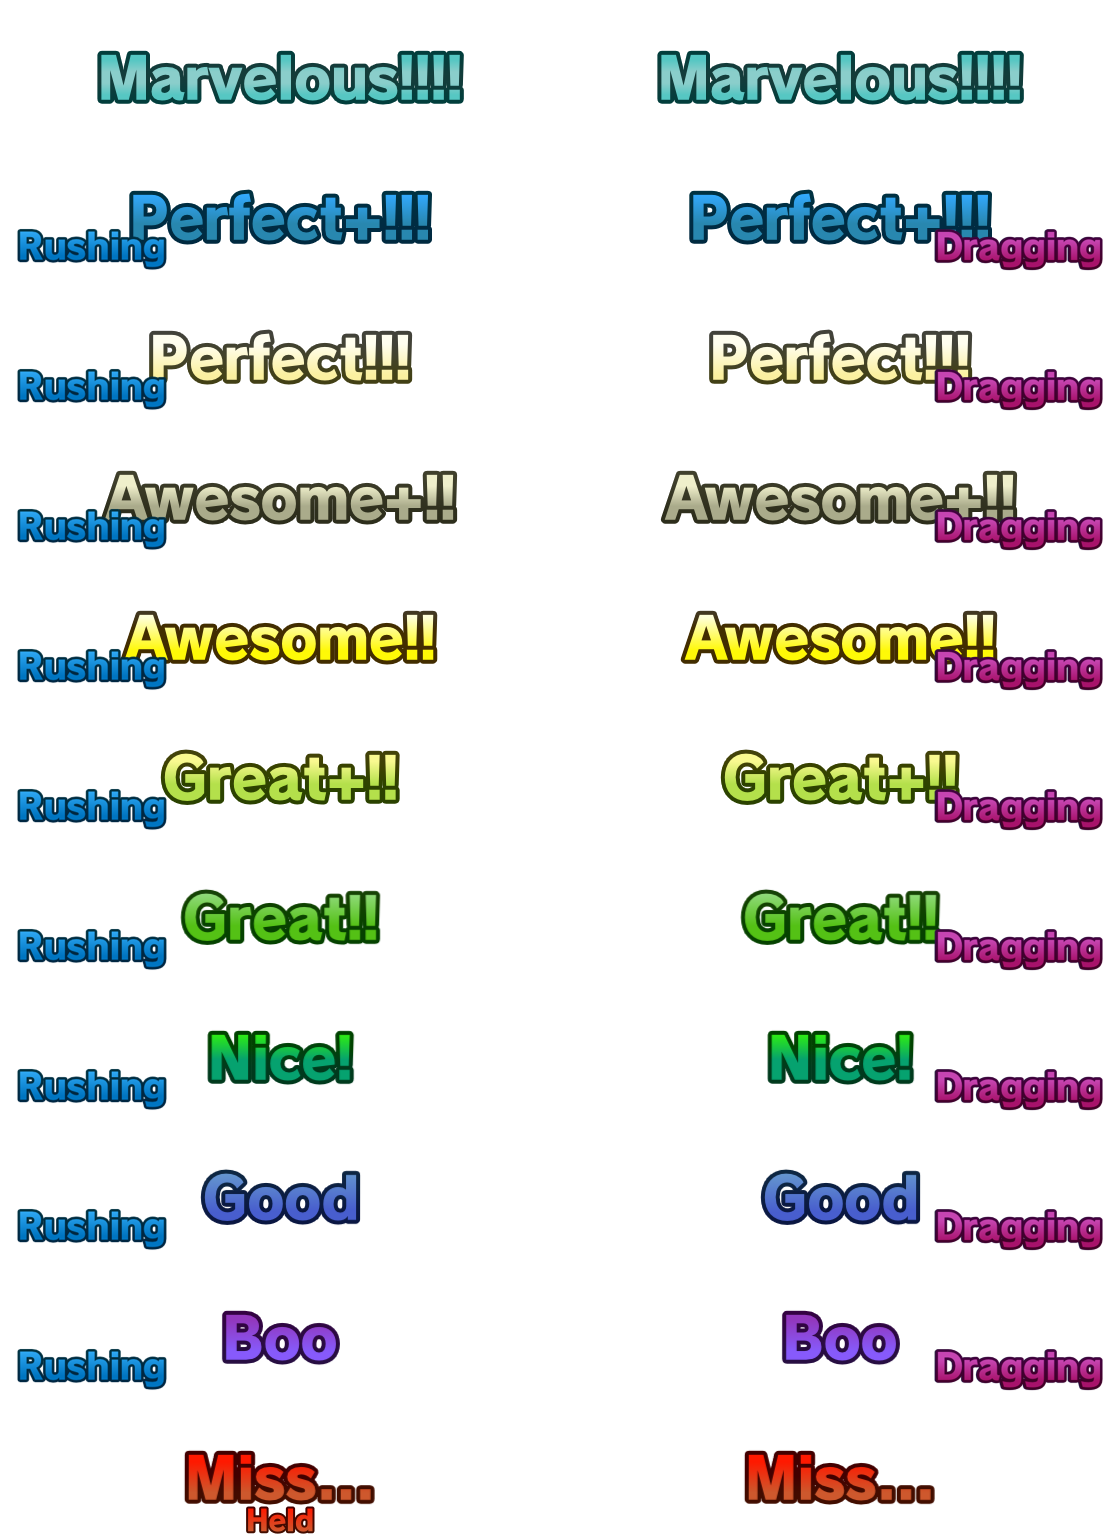 Marvelous!!!! Marvelous!!!!
Perfect+!!! Perfect+!!!
Rushing Dragging
Perfect!!! Perfect!!!
Rushing Dragging
Awesome+!! Awesome+!!
Rushing Dragging
Awesome!! Awesome!!
Rushing Dragging
Great+!! Great+!!
Rushing Dragging
Great!! Great!!
Rushing Dragging
Nice! Nice!
Rushing Dragging
Good Good
Rushing Dragging
Boo Boo
Rushing Dragging
Miss... Miss...
Held